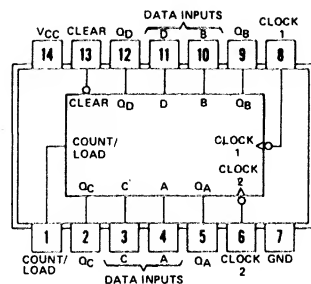 DATA INPUTS
VCC CLEAR QD D B QB CLOCK 1
14 13 12 11 10 9 8
CLEAR QD D B QB
COUNT/
LOAD
CLOCK
1
CLOCK
2
QC C A QA
1 2 3 4 5 6 7
COUNT/
LOAD
QC C A QA CLOCK
2
GND
DATA INPUTS